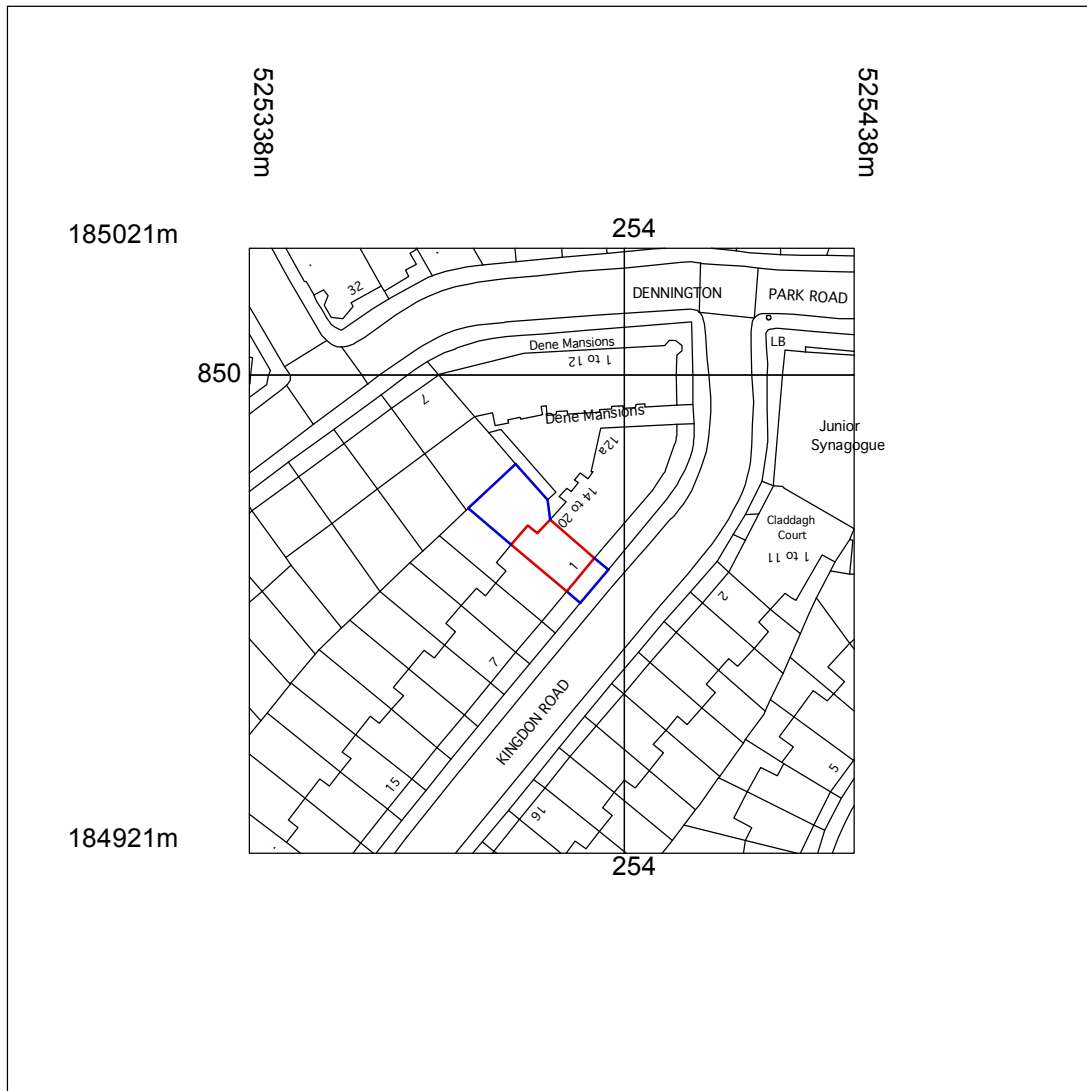 525338m
525438m
185021m
254
32
DENNINGTON
PARK ROAD
LB
Dene Mansions
1 to 12
850
7
Dene Mansions
12a
Junior
Synagogue
14 to 20
Claddagh
Court
1 to 11
1
2
7
KINGDON ROAD
15
16
5
184921m
254